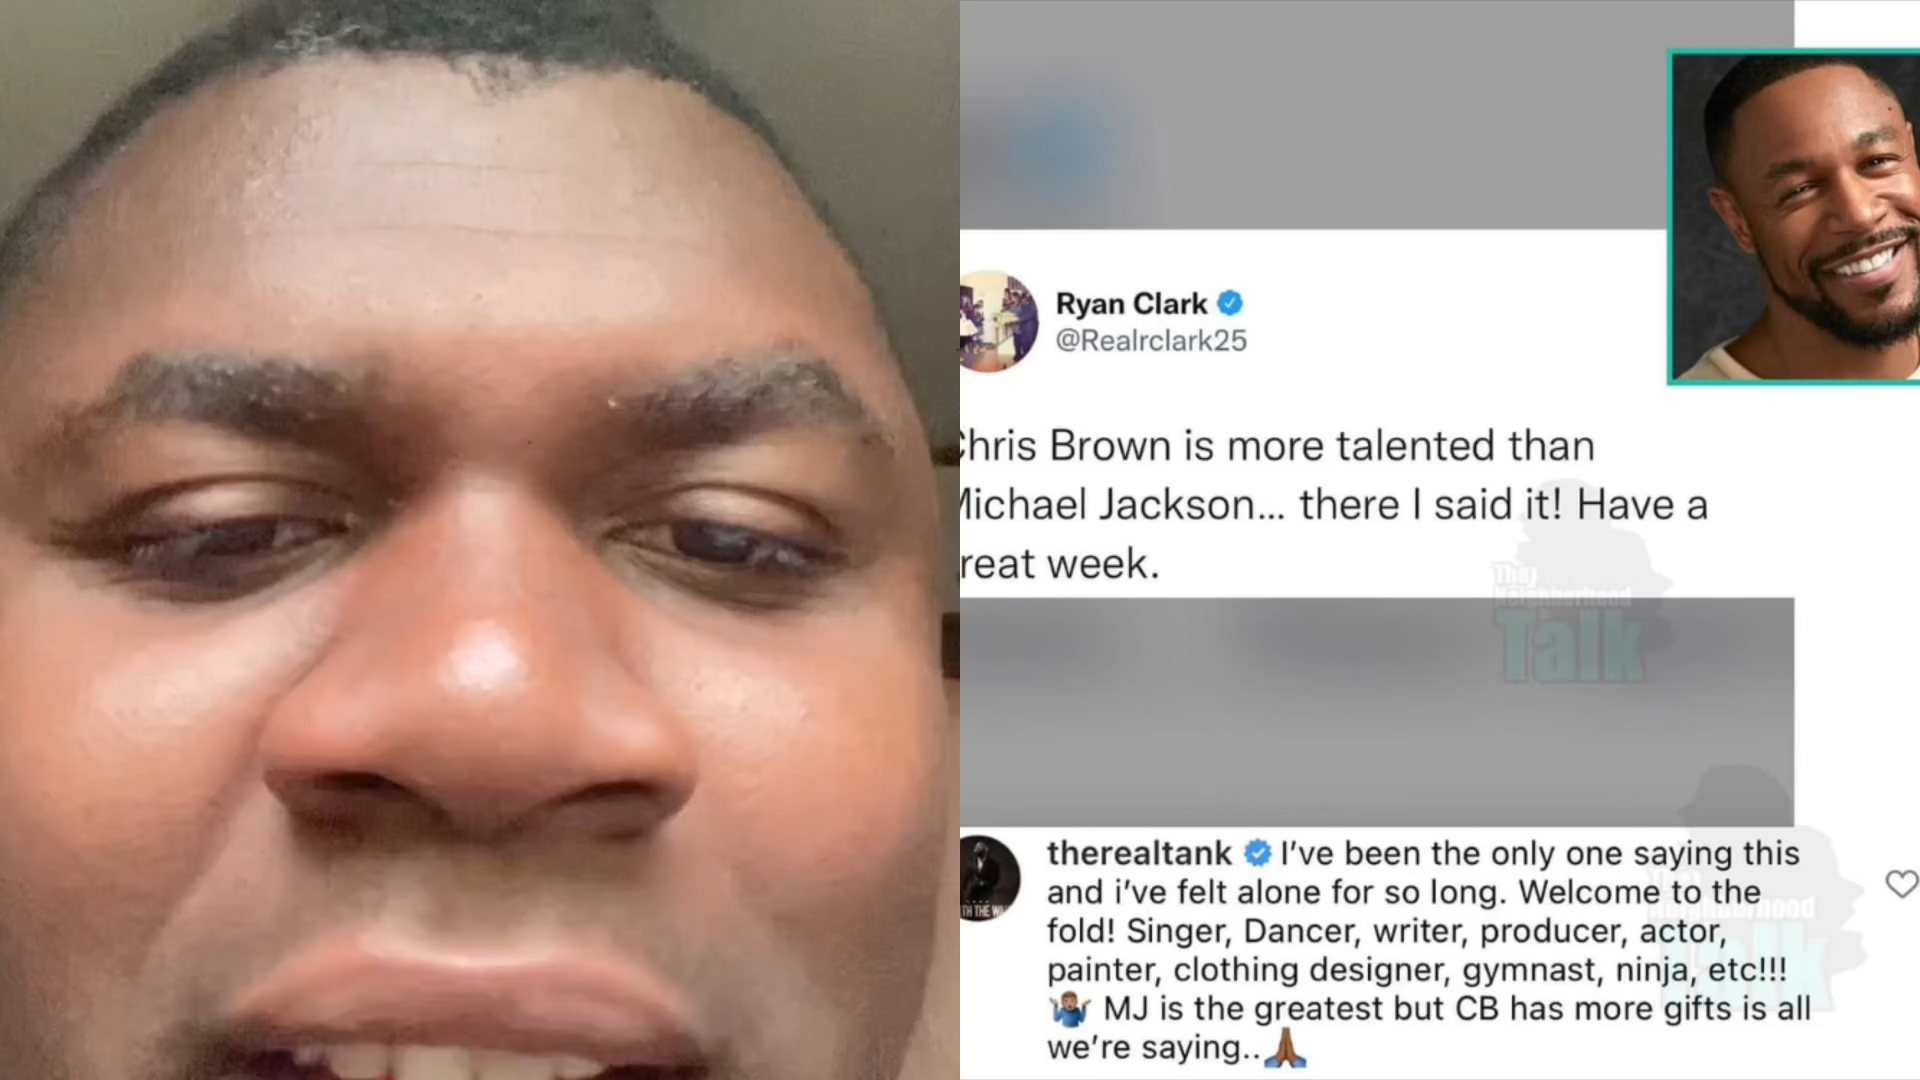 Ryan Clark
@Realrclark25
hris Brown is more talented than
ichael Jackson... there I said it! Have a
reat week.
The)
Neighborhood
Talk
therealtank I've been the only one saying this
and i've felt alone for so long. Welcome to the
fold! Singer, Dancer, writer, producer, actor,
painter, clothing designer, gymnast, ninja, etc!!!
🤷🏽‍♂️ MJ is the greatest but CB has more gifts is all
we're saying..🙏🏾